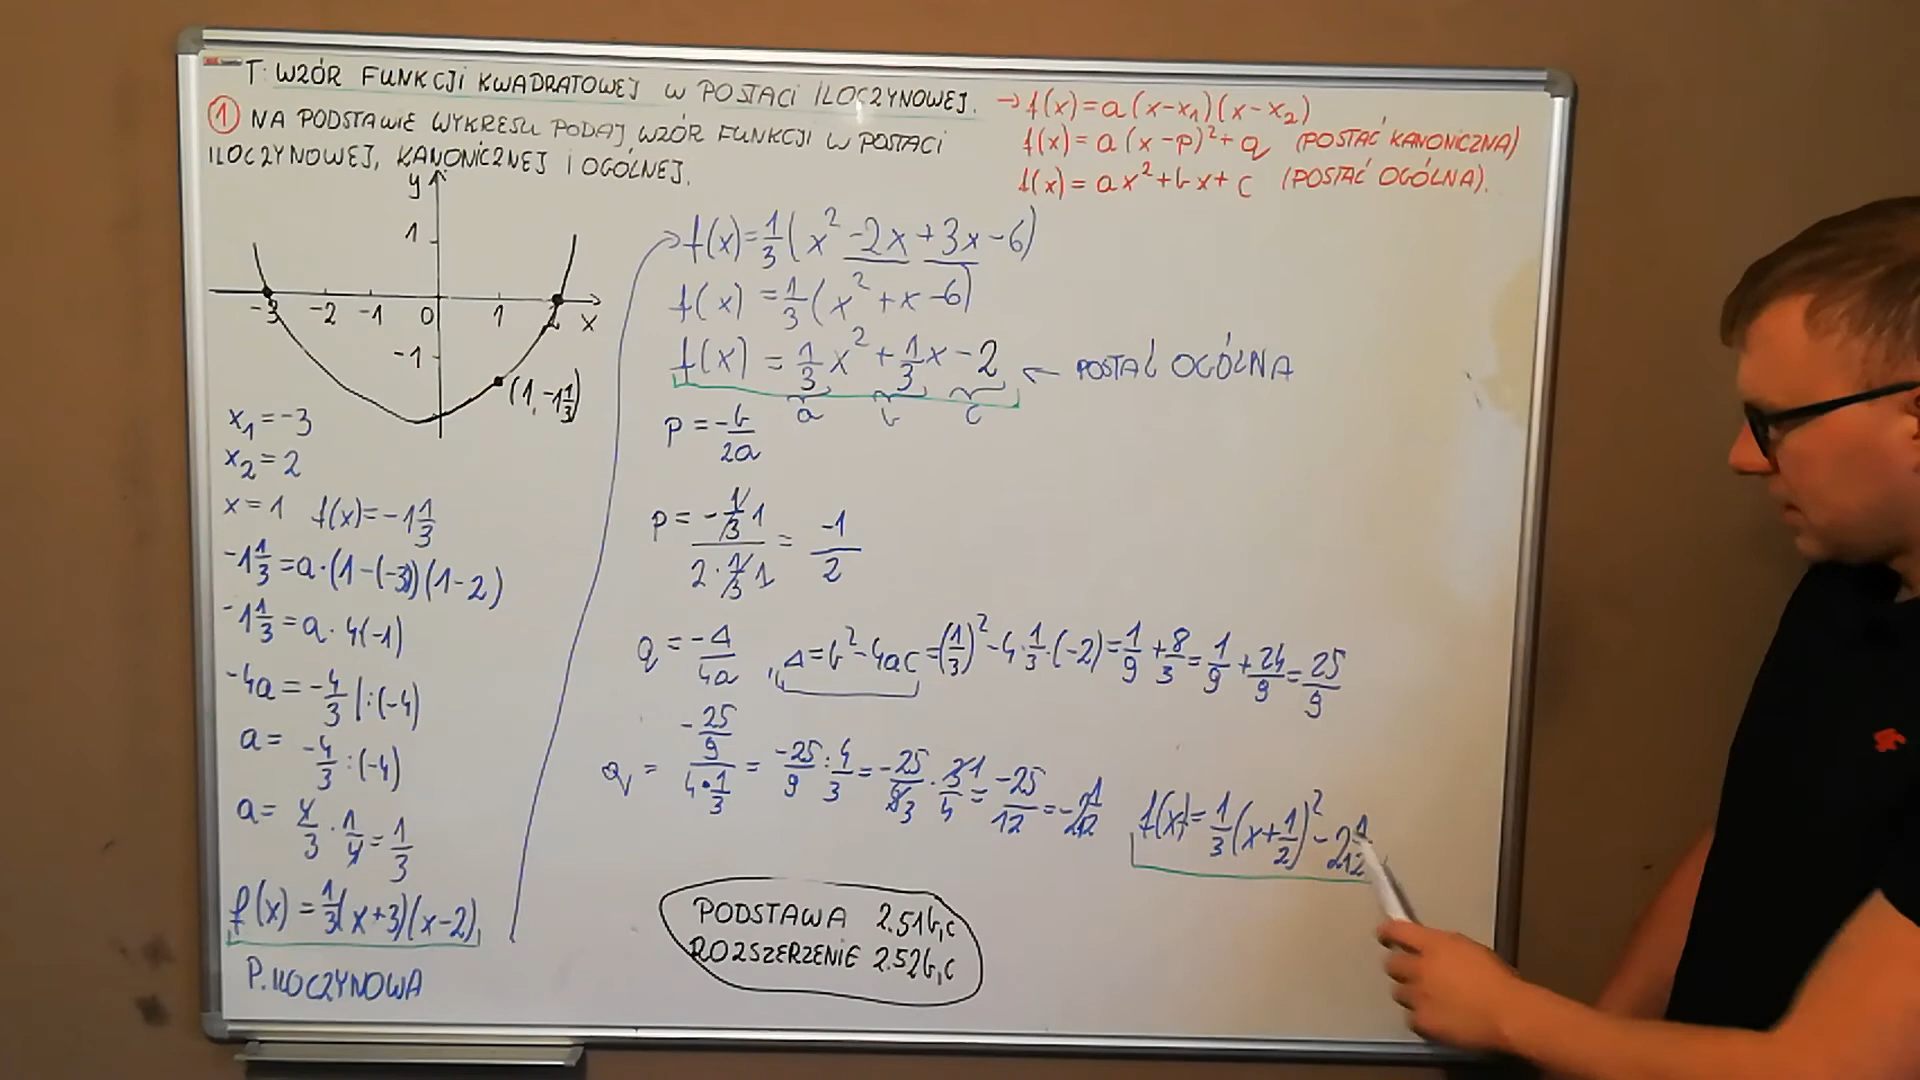 T: WZÓR FUNKCJI KWADRATOWEJ W POSTACI ILOCZYNOWEJ. → f(x)=a(x-x₁)(x-x₂)
f(x)=a(x-p)²+q (POSTAĆ KANONICZNA)
f(x)=ax²+bx+c (POSTAĆ OGÓLNA).
① NA PODSTAWIE WYKRESU PODAJ WZÓR FUNKCJI W POSTACI
ILOCZYNOWEJ, KANONICZNEJ I OGÓLNEJ.
y
1
-3 -2 -1 0 1 2 x
-1
(1, -1 1/3)
x₁=-3
x₂=2
x=1 f(x)=-1 1/3
-1 1/3=a·(1-(-3))(1-2)
-1 1/3=a·4(-1)
-4a=-4/3 |:(-4)
a= -4/3:(-4)
a= 4/3·1/4=1/3
f(x)=1/3(x+3)(x-2)
P. ILOCZYNOWA
→ f(x)=1/3(x²-2x+3x-6)
f(x)=1/3(x²+x-6)
f(x)=1/3x²+1/3x-2 ← POSTAĆ OGÓLNA
a b c
p=-b/2a
p= (-1/3 1)/(2·1/3 1) = -1/2
q=-Δ/4a, Δ=b²-4ac=(1/3)²-4·1/3·(-2)=1/9+8/3=1/9+24/9=25/9
q= (-25/9)/(4·1/3) = -25/9:4/3=-25/9 3·3 1/4=-25/12=-2 1/12
f(x)=1/3(x+1/2)²-2 1/12
PODSTAWA 2.51b,c
ROZSZERZENIE 2.52b,c